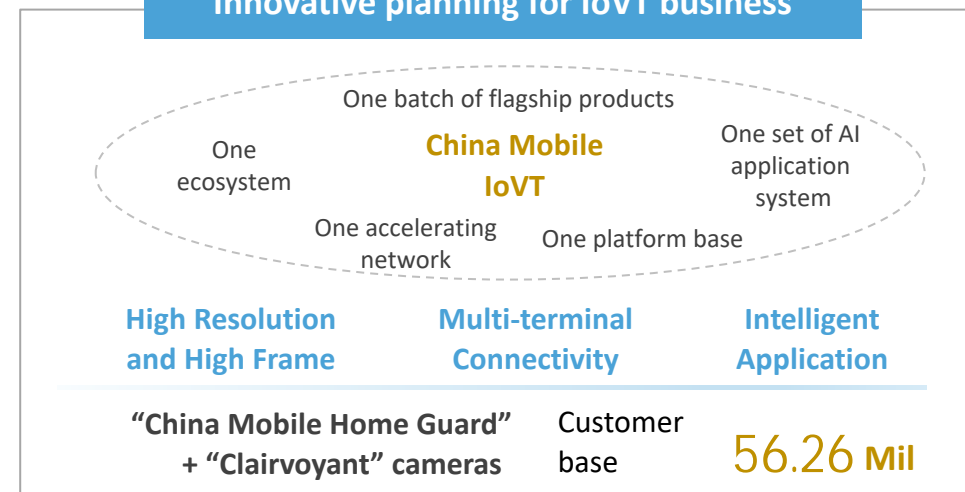 Innovative planning for IoVT business
One batch of flagship products
One
ecosystem
China Mobile
IoVT
One set of AI
application
system
One accelerating
network
One platform base
High Resolution
and High Frame
Multi-terminal
Connectivity
Intelligent
Application
“China Mobile Home Guard”
+ “Clairvoyant” cameras
Customer
base
56.26 Mil